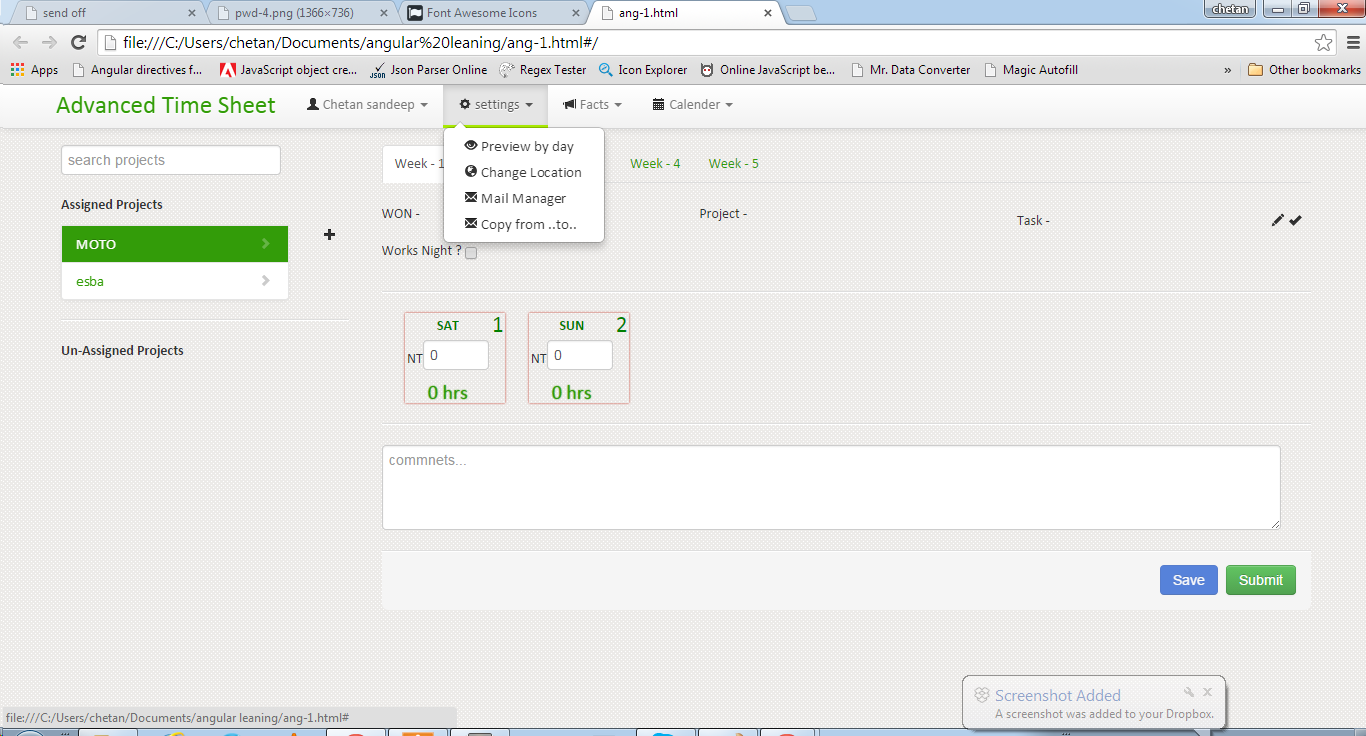 send off
pwd-4.png (1366×736)
Font Awesome Icons
ang-1.html
chetan
file:///C:/Users/chetan/Documents/angular%20leaning/ang-1.html#/
Apps
Angular directives f...
JavaScript object cre...
Json Parser Online
Regex Tester
Icon Explorer
Online JavaScript be...
Mr. Data Converter
Magic Autofill
»
Other bookmarks
Advanced Time Sheet
Chetan sandeep
settings
Facts
Calender
Preview by day
Change Location
Mail Manager
Copy from ..to..
search projects
Assigned Projects
MOTO
esba
Un-Assigned Projects
Week - 1
Week - 4
Week - 5
WON -
Project -
Task -
Works Night ?
SAT 1
NT 0
0 hrs
SUN 2
NT 0
0 hrs
commnets...
Save
Submit
Screenshot Added
A screenshot was added to your Dropbox.
file:///C:/Users/chetan/Documents/angular leaning/ang-1.html#